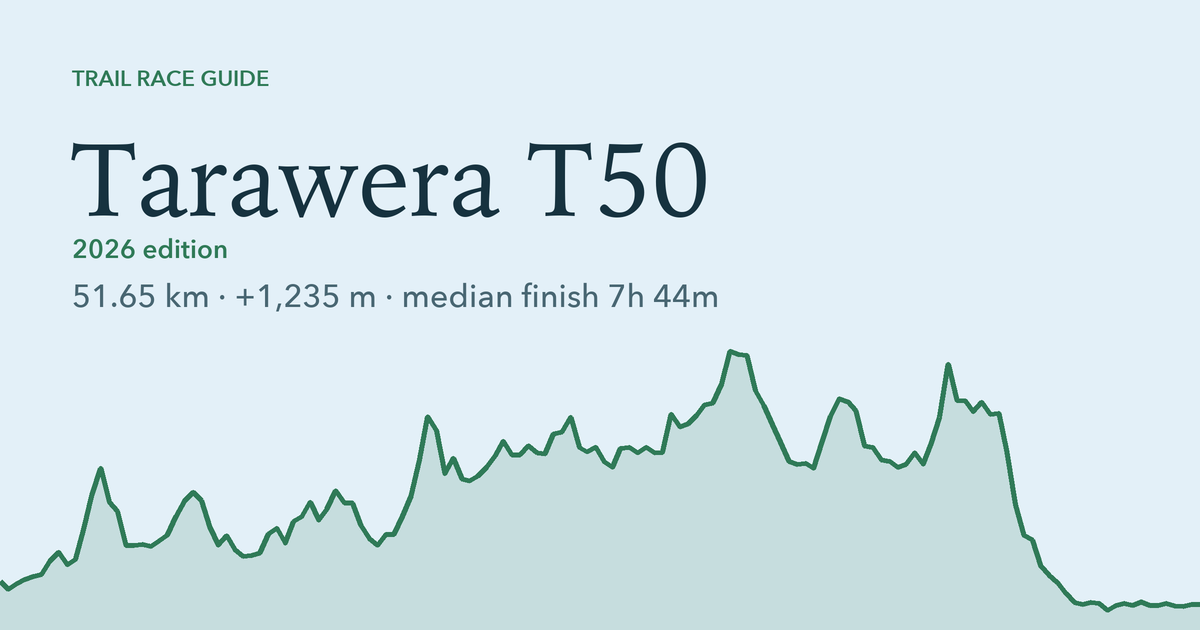 TRAIL RACE GUIDE
Tarawera T50
2026 edition
51.65 km · +1,235 m · median finish 7h 44m